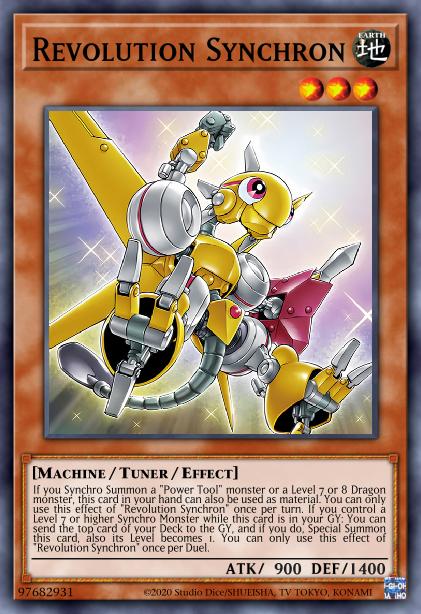 REVOLUTION SYNCHRON
EARTH
地
[MACHINE / TUNER / EFFECT]
If you Synchro Summon a "Power Tool" monster or a Level 7 or 8 Dragon
monster, this card in your hand can also be used as material. You can only
use this effect of "Revolution Synchron" once per turn. If you control a
Level 7 or higher Synchro Monster while this card is in your GY: You can
send the top card of your Deck to the GY, and if you do, Special Summon
this card, also its Level becomes 1. You can only use this effect of
"Revolution Synchron" once per Duel.
ATK/ 900 DEF/1400
97682931
©2020 Studio Dice/SHUEISHA, TV TOKYO, KONAMI